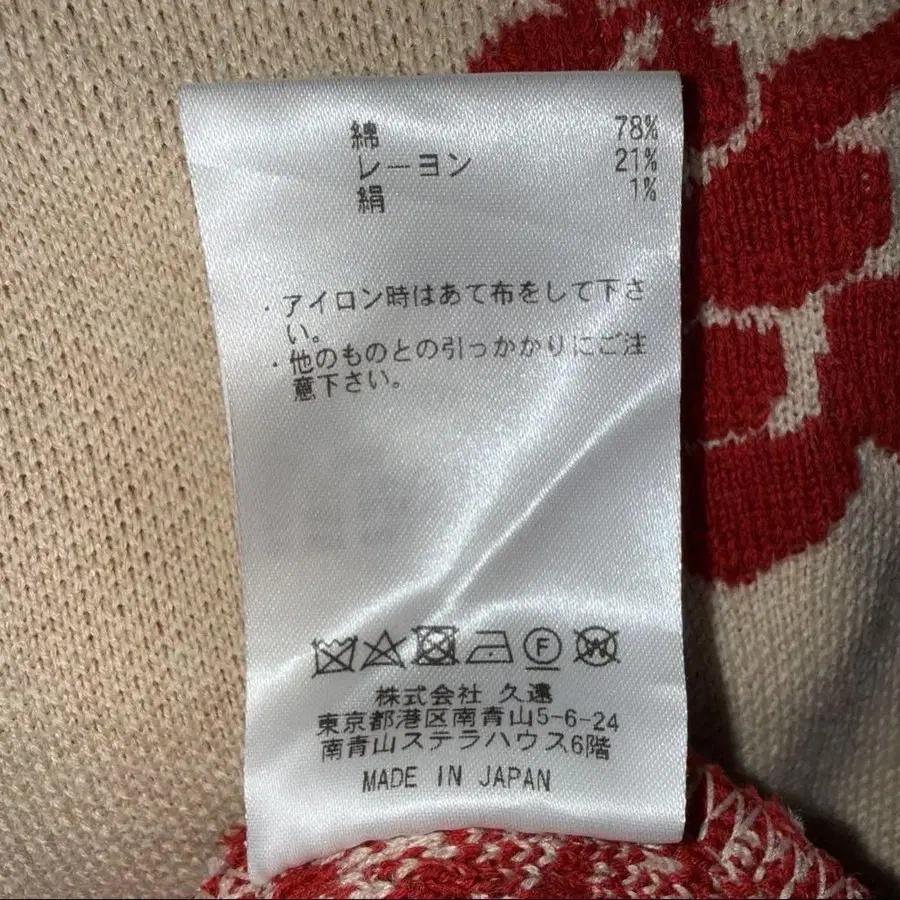 綿 78%
レーヨン 21%
絹 1%
・アイロン時はあて布をして下さ
い。
・他のものとの引っかかりにご注
意下さい。
F W
株式会社 久遠
東京都港区南青山5-6-24
南青山ステラハウス6階
MADE IN JAPAN